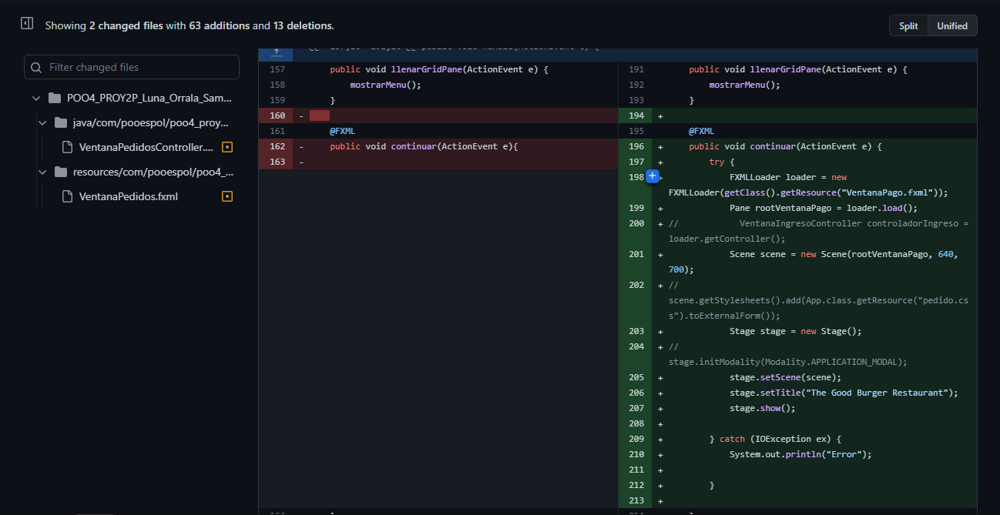 Showing 2 changed files with 63 additions and 13 deletions.
Split Unified
Filter changed files
POO4_PROY2P_Luna_Orrala_Sam...
java/com/pooespol/poo4_proy...
VentanaPedidosController....
resources/com/pooespol/poo4_...
VentanaPedidos.fxml
157 public void llenarGridPane(ActionEvent e) {
158 mostrarMenu();
159 }
160 -
161 @FXML
162 - public void continuar(ActionEvent e){
163 -
191 public void llenarGridPane(ActionEvent e) {
192 mostrarMenu();
193 }
194 +
195 @FXML
196 + public void continuar(ActionEvent e) {
197 + try {
198 + FXMLLoader loader = new
FXMLLoader(getClass().getResource("VentanaPago.fxml"));
199 + Pane rootVentanaPago = loader.load();
200 + // VentanaIngresoController controladorIngreso =
loader.getController();
201 + Scene scene = new Scene(rootVentanaPago, 640,
700);
202 + //
scene.getStylesheets().add(App.class.getResource("pedido.cs
s").toExternalForm());
203 + Stage stage = new Stage();
204 + //
stage.initModality(Modality.APPLICATION_MODAL);
205 + stage.setScene(scene);
206 + stage.setTitle("The Good Burger Restaurant");
207 + stage.show();
208 +
209 + } catch (IOException ex) {
210 + System.out.println("Error");
211 +
212 + }
213 +